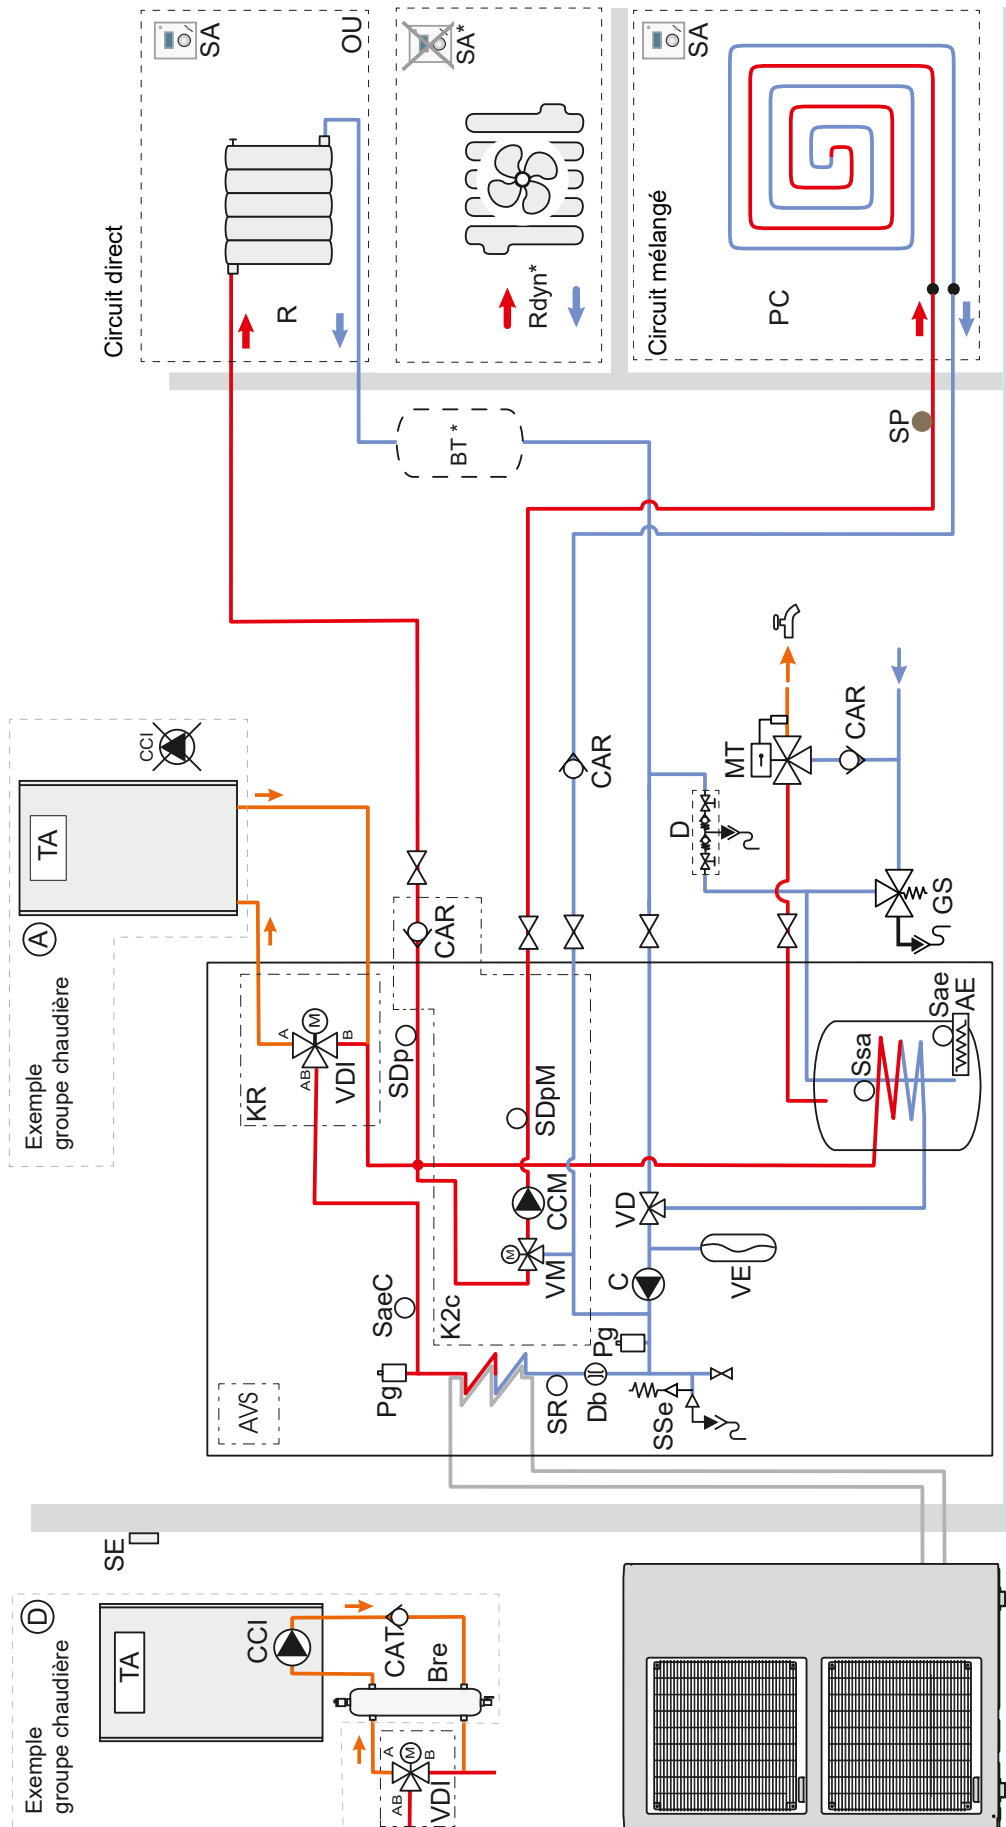 SA
OU
SA*
SA
Circuit direct
R
Rdyn*
Circuit mélangé
PC
BT *
SP
CCI
TA
A
CAR
CAR
D
MT
CAR
GS
Exemple
groupe chaudière
A
M
B
AB
VDI
KR
SDp
SDpM
Ssa
Sae
AE
CCM
M
VM
VD
C
VE
SaeC
K2c
Pg
Pg
AVS
SR
Db
SSe
SE
D
TA
CCI
CAT
Bre
Exemple
groupe chaudière
A
M
B
AB
VDI